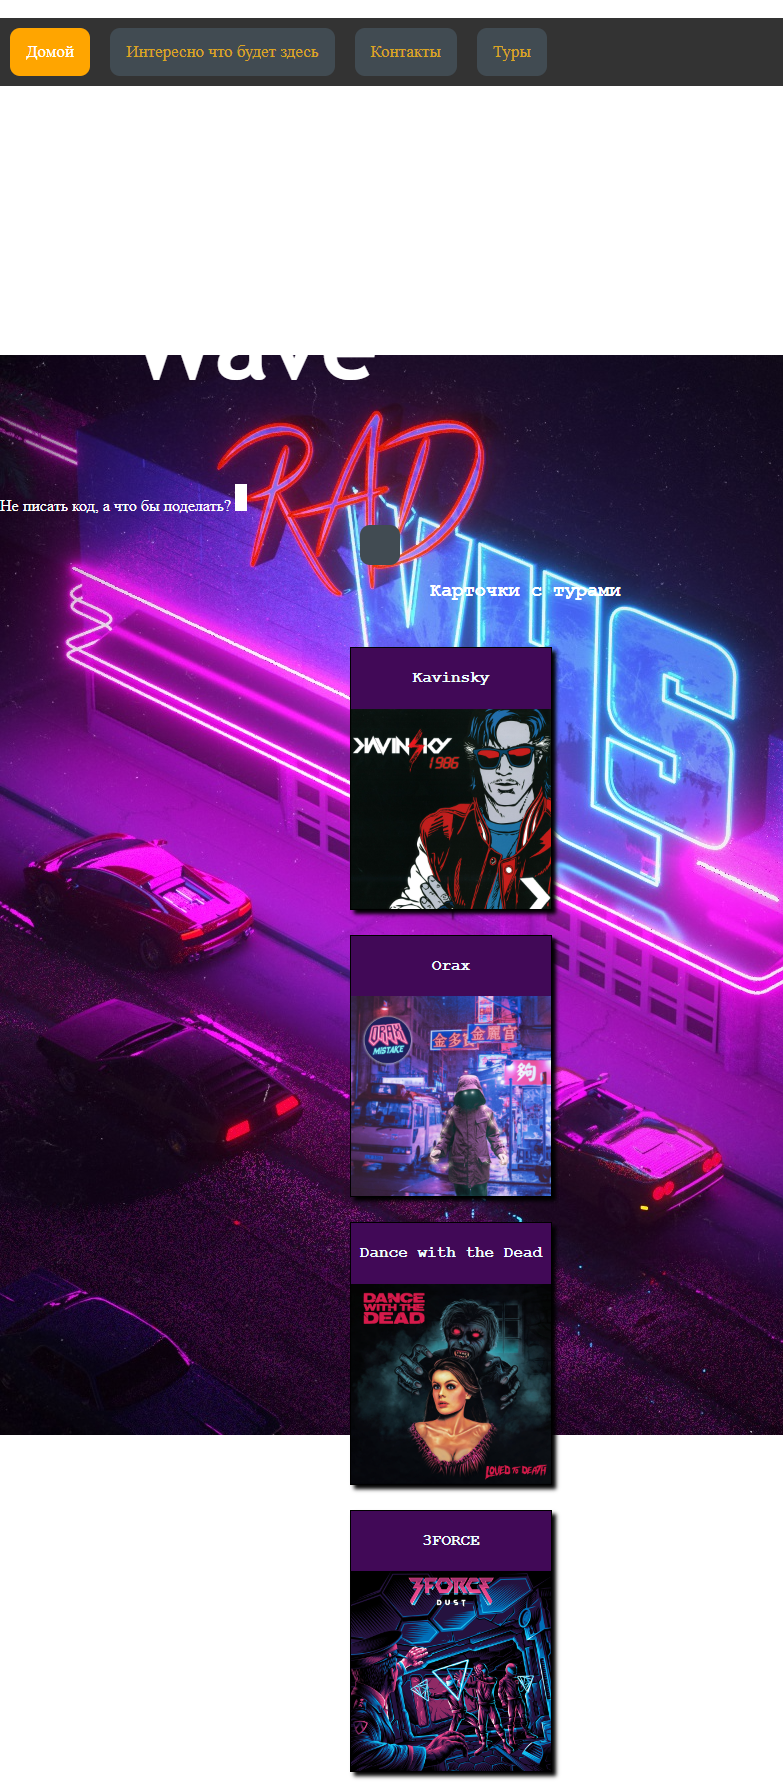 Домой Интересно что будет здесь Контакты Туры
wave
RAD
Не писать код, а что бы поделать?
VHS
Карточки с турами
Kavinsky
KAVINSKY
1986
Orax
ORAX
MISTAKE
金多寶
金麗宮
夠
Dance with the Dead
DANCE
WITH THE
DEAD
LOVED TO DEATH
3FORCE
3FORCE
DUST